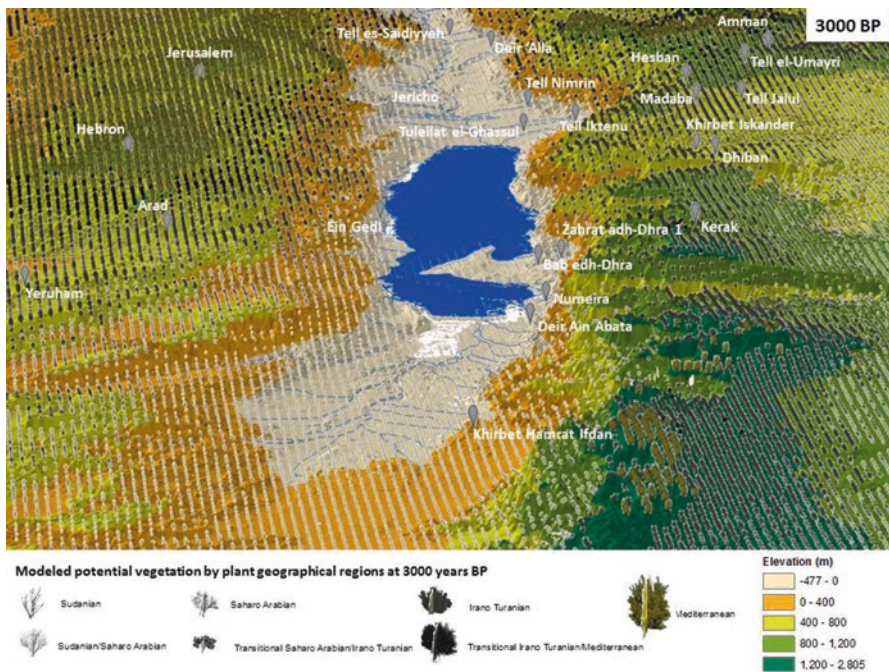 3000 BP
Amman
Tell es-Saidiyyeh
Deir 'Alla
Jerusalem
Hesban
Tell el-Umayri
Tell Nimrin
Jericho
Madaba
Tell Jalul
Tuleilat el-Ghassul
Tell Iktenu
Khirbet Iskander
Hebron
Dhiban
Arad
Ein Gedi
Zahrat adh-Dhra 1
Kerak
Bab edh-Dhra
Yeruham
Numeira
Deir Ain Abata
Khirbet Hamrat Ifdan
Modeled potential vegetation by plant geographical regions at 3000 years BP
Sudanian
Saharo Arabian
Irano Turanian
Mediterranean
Sudanian/Saharo Arabian
Transitional Saharo Arabian/Irano Turanian
Transitional Irano Turanian/Mediterranean
Elevation (m)
-477 - 0
0 - 400
400 - 800
800 - 1,200
1,200 - 2,805